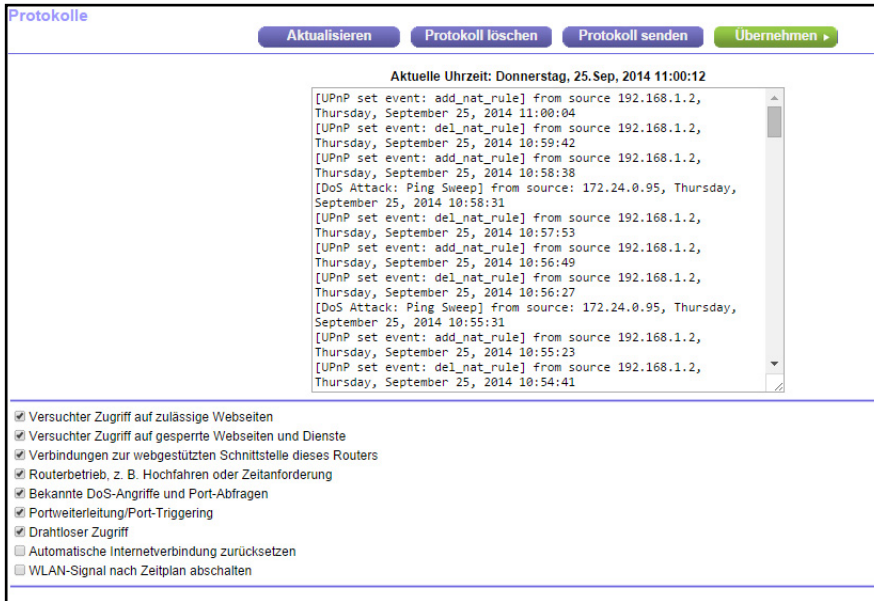 Protokolle
Aktualisieren
Protokoll löschen
Protokoll senden
Übernehmen
Aktuelle Uhrzeit: Donnerstag, 25.Sep, 2014 11:00:12
[UPnP set event: add_nat_rule] from source 192.168.1.2,
Thursday, September 25, 2014 11:00:04
[UPnP set event: del_nat_rule] from source 192.168.1.2,
Thursday, September 25, 2014 10:59:42
[UPnP set event: add_nat_rule] from source 192.168.1.2,
Thursday, September 25, 2014 10:58:38
[DoS Attack: Ping Sweep] from source: 172.24.0.95, Thursday,
September 25, 2014 10:58:31
[UPnP set event: del_nat_rule] from source 192.168.1.2,
Thursday, September 25, 2014 10:57:53
[UPnP set event: add_nat_rule] from source 192.168.1.2,
Thursday, September 25, 2014 10:56:49
[UPnP set event: del_nat_rule] from source 192.168.1.2,
Thursday, September 25, 2014 10:56:27
[DoS Attack: Ping Sweep] from source: 172.24.0.95, Thursday,
September 25, 2014 10:55:31
[UPnP set event: add_nat_rule] from source 192.168.1.2,
Thursday, September 25, 2014 10:55:23
[UPnP set event: del_nat_rule] from source 192.168.1.2,
Thursday, September 25, 2014 10:54:41
Versuchter Zugriff auf zulässige Webseiten
Versuchter Zugriff auf gesperrte Webseiten und Dienste
Verbindungen zur webgestützten Schnittstelle dieses Routers
Routerbetrieb, z. B. Hochfahren oder Zeitanforderung
Bekannte DoS-Angriffe und Port-Abfragen
Portweiterleitung/Port-Triggering
Drahtloser Zugriff
Automatische Internetverbindung zurücksetzen
WLAN-Signal nach Zeitplan abschalten